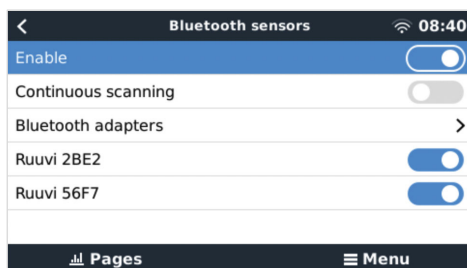 Bluetooth sensors 08:40
Enable
Continuous scanning
Bluetooth adapters
Ruuvi 2BE2
Ruuvi 56F7
Pages Menu